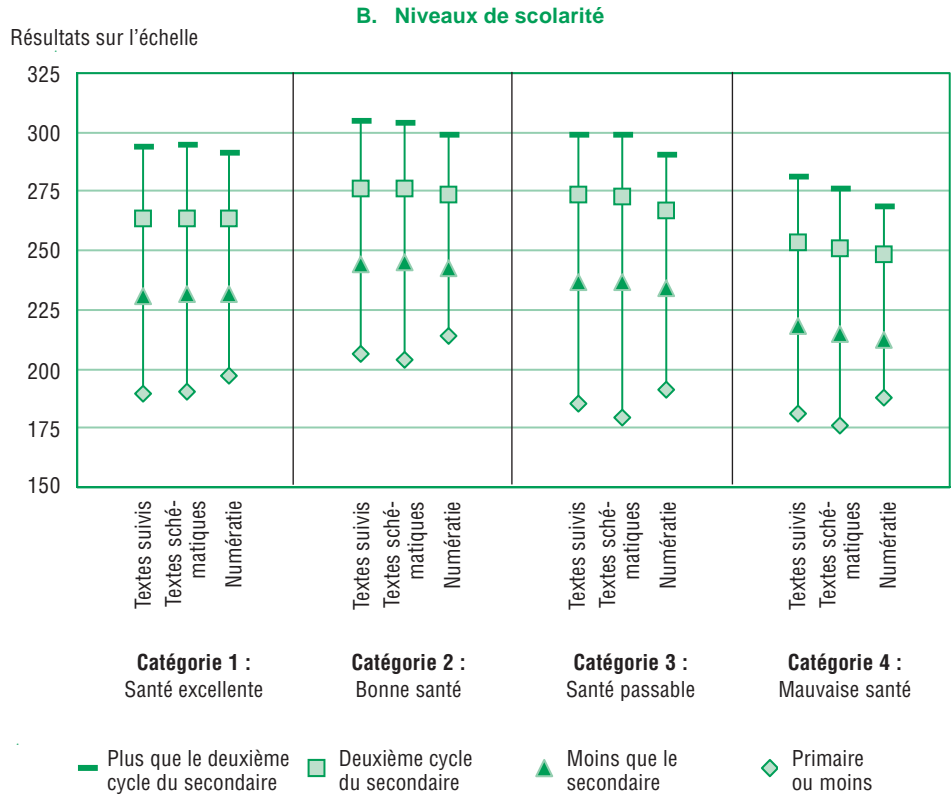 B. Niveaux de scolarité
Résultats sur l'échelle
325
300
275
250
225
200
175
150
Textes suivis
Textes sché-
matiques
Numératie
Textes suivis
Textes sché-
matiques
Numératie
Textes suivis
Textes sché-
matiques
Numératie
Textes suivis
Textes sché-
matiques
Numératie
Catégorie 1 :
Santé excellente
Catégorie 2 :
Bonne santé
Catégorie 3 :
Santé passable
Catégorie 4 :
Mauvaise santé
Plus que le deuxième
cycle du secondaire
Deuxième cycle
du secondaire
Moins que le
secondaire
Primaire
ou moins